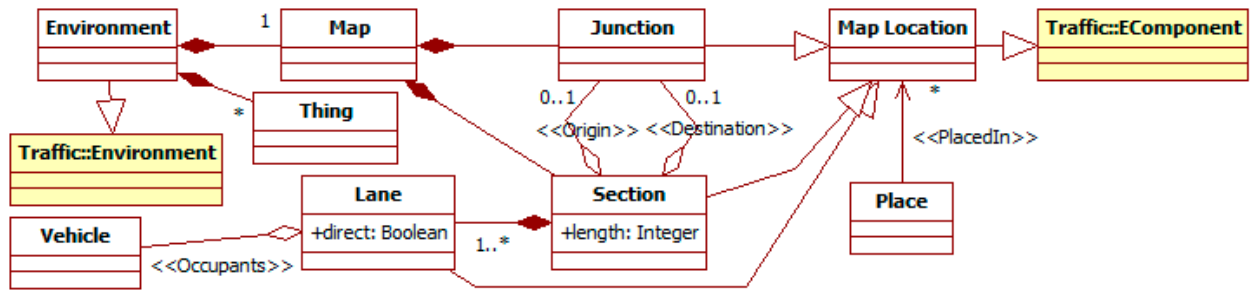 Environment
1
Map
Junction
Map Location
Traffic::EComponent
*
Thing
0..1
0..1
*
<<Origin>>
<<Destination>>
<<PlacedIn>>
Traffic::Environment
Lane
Section
Place
+direct: Boolean
+length: Integer
Vehicle
1..*
<<Occupants>>